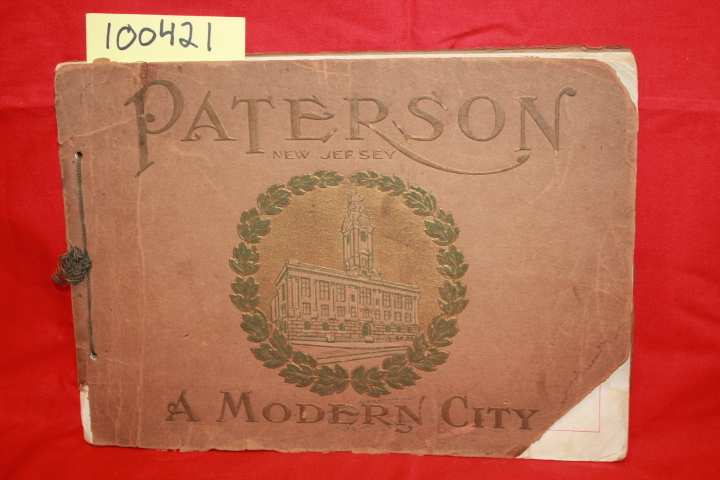 100421
PATERSON
NEW JERSEY
A MODERN CITY